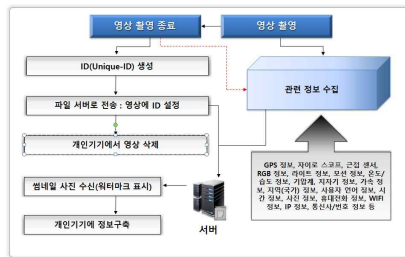 영상 촬영 종료
영상 촬영
ID(Unique-ID) 생성
관련 정보 수집
파일 서버로 전송 : 영상에 ID 설정
개인기기에서 영상 삭제
GPS 정보, 자이로 스코프, 근접 센서,
RGB 정보, 라이트 정보, 모션 정보, 온도/
습도 정보, 기압계, 지자기 정보, 가속 정
보, 지역(국가) 정보, 사용자 언어 정보, 시
간 정보, 사진 정보, 휴대전화 정보, WIFI
정보, IP 정보, 통신사/번호 정보 등
썸네일 사진 수신(워터마크 표시)
개인기기에 정보구축
서버